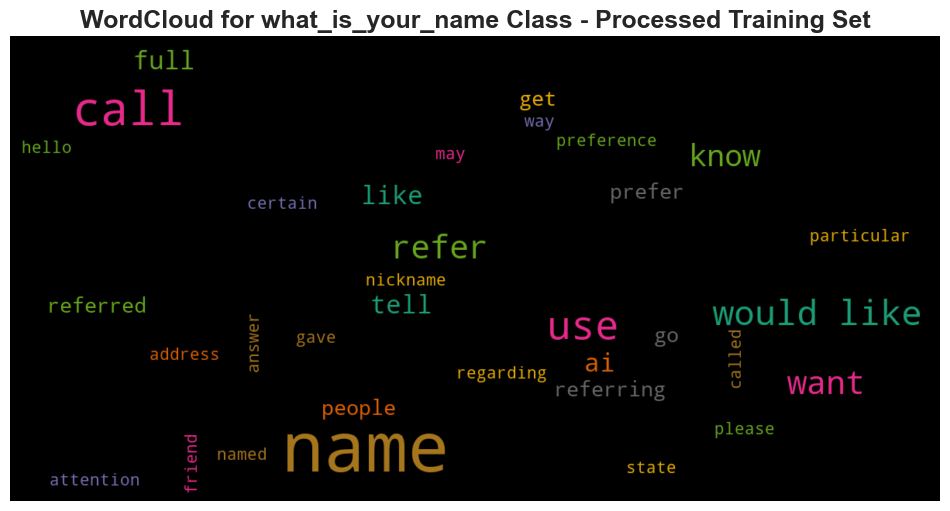 WordCloud for what_is_your_name Class - Processed Training Set
full
call
get
way
hello
preference
may
know
certain
like
prefer
particular
refer
nickname
referred
tell
would like
use
answer
gave
go
called
address
ai
regarding
want
referring
people
name
please
friend
named
state
attention